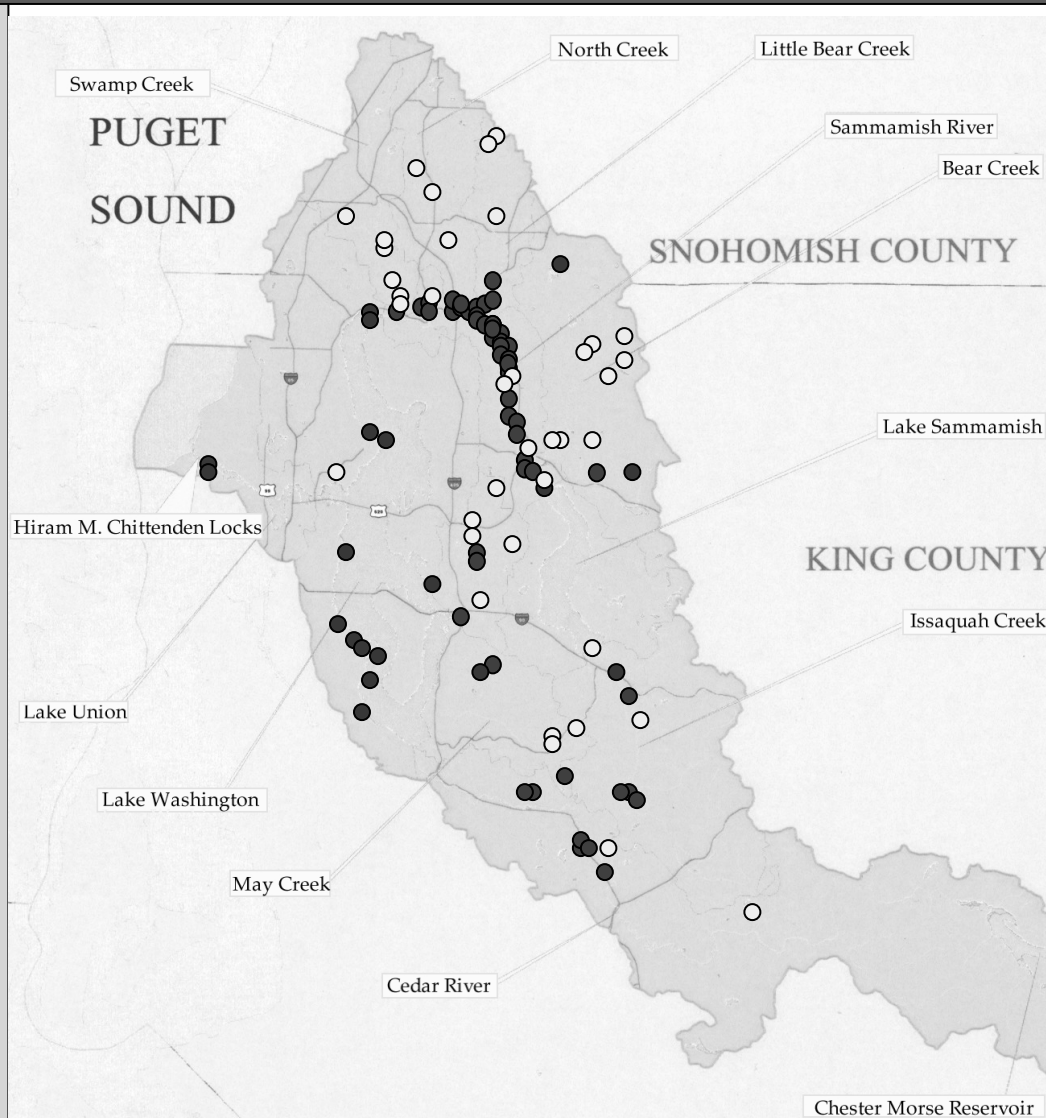 North Creek
Little Bear Creek
Swamp Creek
PUGET
SOUND
Sammamish River
Bear Creek
SNOHOMISH COUNTY
Lake Sammamish
Hiram M. Chittenden Locks
KING COUNTY
Issaquah Creek
Lake Union
Lake Washington
May Creek
Cedar River
Chester Morse Reservoir